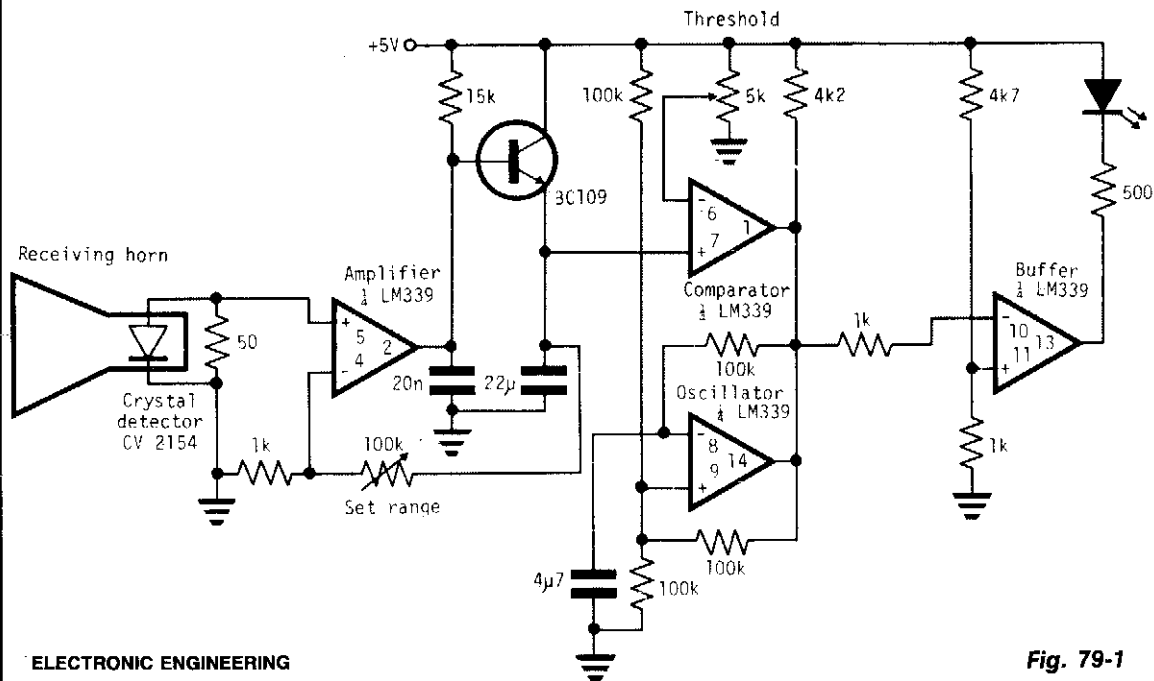 Threshold
+5V
15k
100k
5k
4k2
4k7
BC109
500
- 6
7 1
+
Receiving horn
Amplifier
¼ LM339
Comparator
¼ LM339
Buffer
¼ LM339
+
5 2
4
-
50
1k
-
10 13
11
+
20n
22µ
100k
Oscillator
¼ LM339
Crystal
detector
CV 2154
1k
100k
Set range
-
8 14
9
+
1k
100k
4µ7
100k
ELECTRONIC ENGINEERING
Fig. 79-1